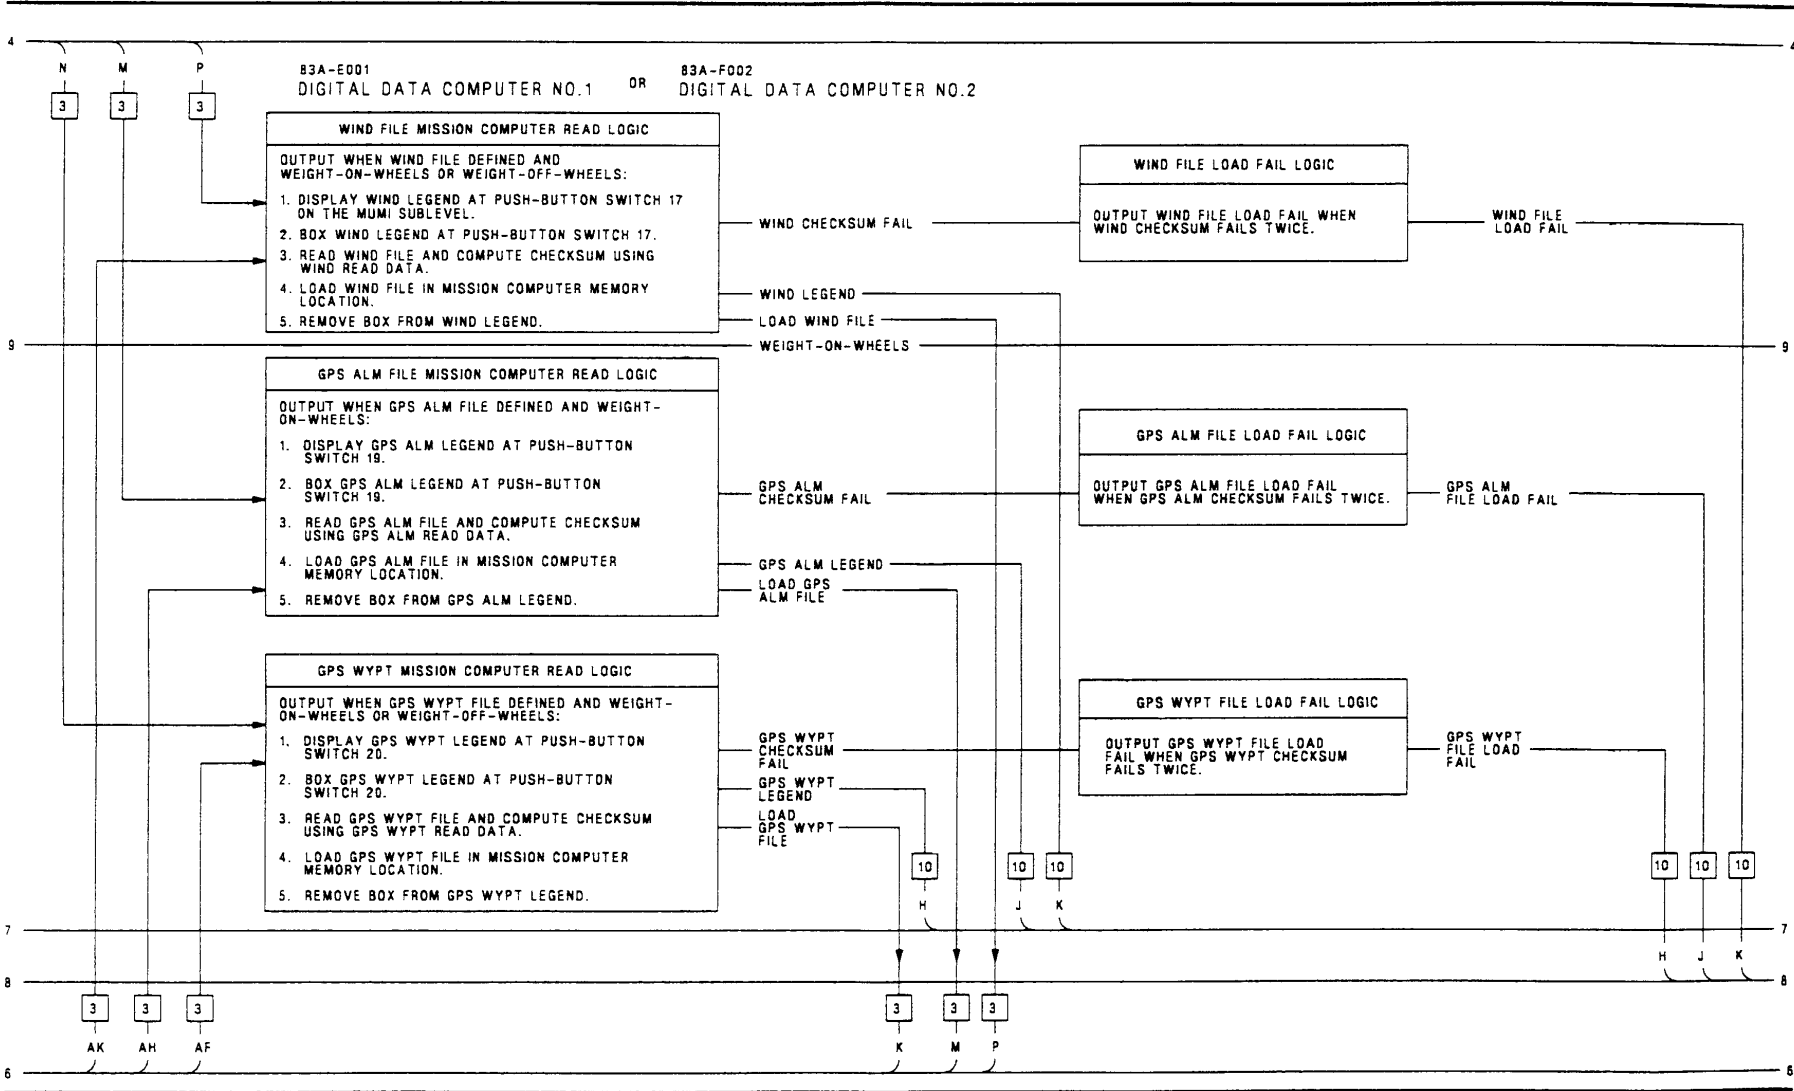 4
4
N M P
83A-E001
DIGITAL DATA COMPUTER NO.1
OR
83A-F002
DIGITAL DATA COMPUTER NO.2
3 3 3
WIND FILE MISSION COMPUTER READ LOGIC
OUTPUT WHEN WIND FILE DEFINED AND
WEIGHT-ON-WHEELS OR WEIGHT-OFF-WHEELS:
1. DISPLAY WIND LEGEND AT PUSH-BUTTON SWITCH 17
ON THE MUMI SUBLEVEL.
2. BOX WIND LEGEND AT PUSH-BUTTON SWITCH 17.
3. READ WIND FILE AND COMPUTE CHECKSUM USING
WIND READ DATA.
4. LOAD WIND FILE IN MISSION COMPUTER MEMORY
LOCATION.
5. REMOVE BOX FROM WIND LEGEND.
WIND CHECKSUM FAIL
WIND LEGEND
LOAD WIND FILE
WIND FILE LOAD FAIL LOGIC
OUTPUT WIND FILE LOAD FAIL WHEN
WIND CHECKSUM FAILS TWICE.
WIND FILE
LOAD FAIL
9
WEIGHT-ON-WHEELS
9
GPS ALM FILE MISSION COMPUTER READ LOGIC
OUTPUT WHEN GPS ALM FILE DEFINED AND WEIGHT-
ON-WHEELS:
1. DISPLAY GPS ALM LEGEND AT PUSH-BUTTON
SWITCH 19.
2. BOX GPS ALM LEGEND AT PUSH-BUTTON
SWITCH 19.
3. READ GPS ALM FILE AND COMPUTE CHECKSUM
USING GPS ALM READ DATA.
4. LOAD GPS ALM FILE IN MISSION COMPUTER
MEMORY LOCATION.
5. REMOVE BOX FROM GPS ALM LEGEND.
GPS ALM
CHECKSUM FAIL
GPS ALM LEGEND
LOAD GPS
ALM FILE
GPS ALM FILE LOAD FAIL LOGIC
OUTPUT GPS ALM FILE LOAD FAIL
WHEN GPS ALM CHECKSUM FAILS TWICE.
GPS ALM
FILE LOAD FAIL
GPS WYPT MISSION COMPUTER READ LOGIC
OUTPUT WHEN GPS WYPT FILE DEFINED AND WEIGHT-
ON-WHEELS OR WEIGHT-OFF-WHEELS:
1. DISPLAY GPS WYPT LEGEND AT PUSH-BUTTON
SWITCH 20.
2. BOX GPS WYPT LEGEND AT PUSH-BUTTON
SWITCH 20.
3. READ GPS WYPT FILE AND COMPUTE CHECKSUM
USING GPS WYPT READ DATA.
4. LOAD GPS WYPT FILE IN MISSION COMPUTER
MEMORY LOCATION.
5. REMOVE BOX FROM GPS WYPT LEGEND.
GPS WYPT
CHECKSUM
FAIL
GPS WYPT
LEGEND
LOAD
GPS WYPT
FILE
GPS WYPT FILE LOAD FAIL LOGIC
OUTPUT GPS WYPT FILE LOAD
FAIL WHEN GPS WYPT CHECKSUM
FAILS TWICE.
GPS WYPT
FILE LOAD
FAIL
10 10 10 10 10 10
H J K
7
7
H J K
8
8
3 3 3 3 3 3
AK AH AF K M P
6
6